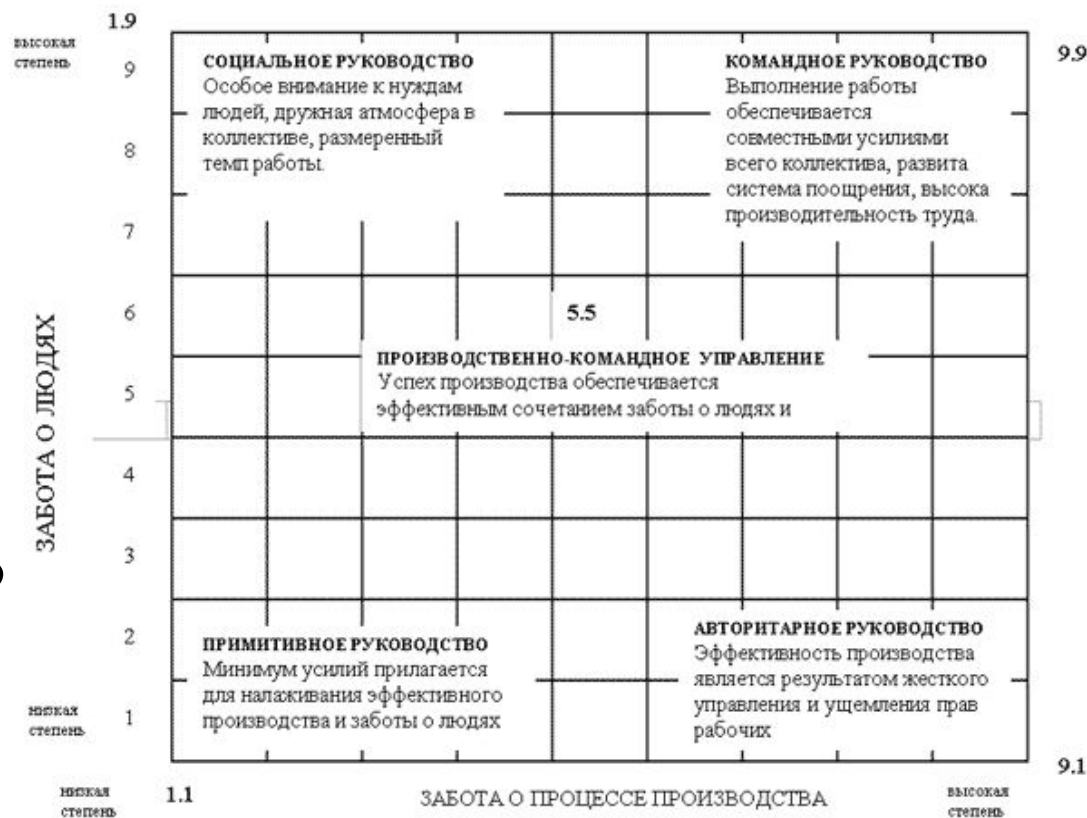 1.9
высокая
степень
9
8
7
6
5
4
3
2
1
низкая
степень
ЗАБОТА О ЛЮДЯХ
9.9
СОЦИАЛЬНОЕ РУКОВОДСТВО
Особое внимание к нуждам
людей, дружная атмосфера в
коллективе, размеренный
темп работы.
КОМАНДНОЕ РУКОВОДСТВО
Выполнение работы
обеспечивается
совместными усилиями
всего коллектива, развита
система поощрения, высока
производительность труда.
5.5
ПРОИЗВОДСТВЕННО-КОМАНДНОЕ УПРАВЛЕНИЕ
Успех производства обеспечивается
эффективным сочетанием заботы о людях и
ПРИМИТИВНОЕ РУКОВОДСТВО
Минимум усилий прилагается
для налаживания эффективного
производства и заботы о людях
АВТОРИТАРНОЕ РУКОВОДСТВО
Эффективность производства
является результатом жесткого
управления и ущемления прав
рабочих
9.1
низкая
степень
1.1
ЗАБОТА О ПРОЦЕССЕ ПРОИЗВОДСТВА
высокая
степень